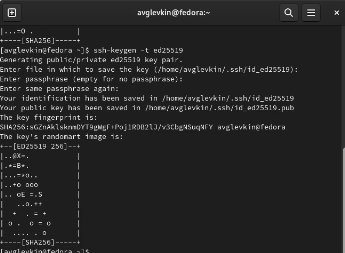 avglevkin@fedora:~
|...=O .          |
+----[SHA256]-----+
[avglevkin@fedora ~]$ ssh-keygen -t ed25519
Generating public/private ed25519 key pair.
Enter file in which to save the key (/home/avglevkin/.ssh/id_ed25519):
Enter passphrase (empty for no passphrase):
Enter same passphrase again:
Your identification has been saved in /home/avglevkin/.ssh/id_ed25519
Your public key has been saved in /home/avglevkin/.ssh/id_ed25519.pub
The key fingerprint is:
avglevkin@fedora
The key's randomart image is:
+--[ED25519 256]--+
|..@X=.           |
|.*=B*.           |
|...=*o..         |
|..+o ooo         |
|.. oE =.S        |
|   ..o.++        |
|  +  . = +       |
| o .  o = o      |
|  .... . o       |
+----[SHA256]-----+
[avglevkin@fedora ~]$